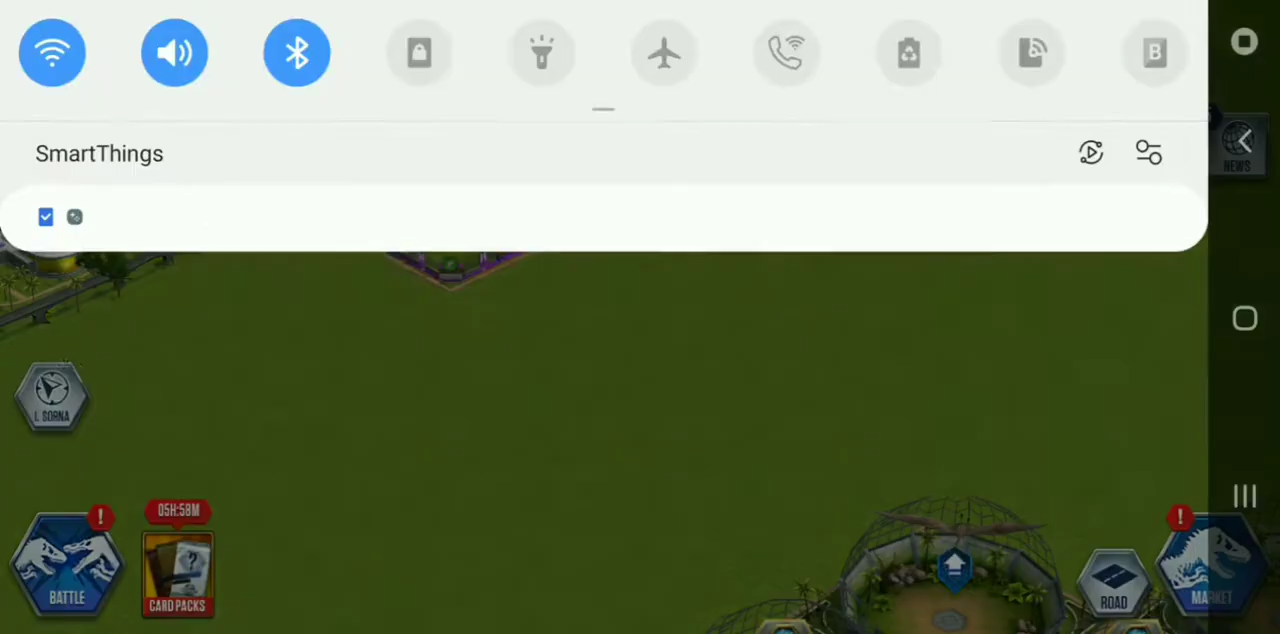 B
SmartThings
NEWS
I. SORNA
05H:58M
!
!
BATTLE
CARD PACKS
ROAD
MARKET